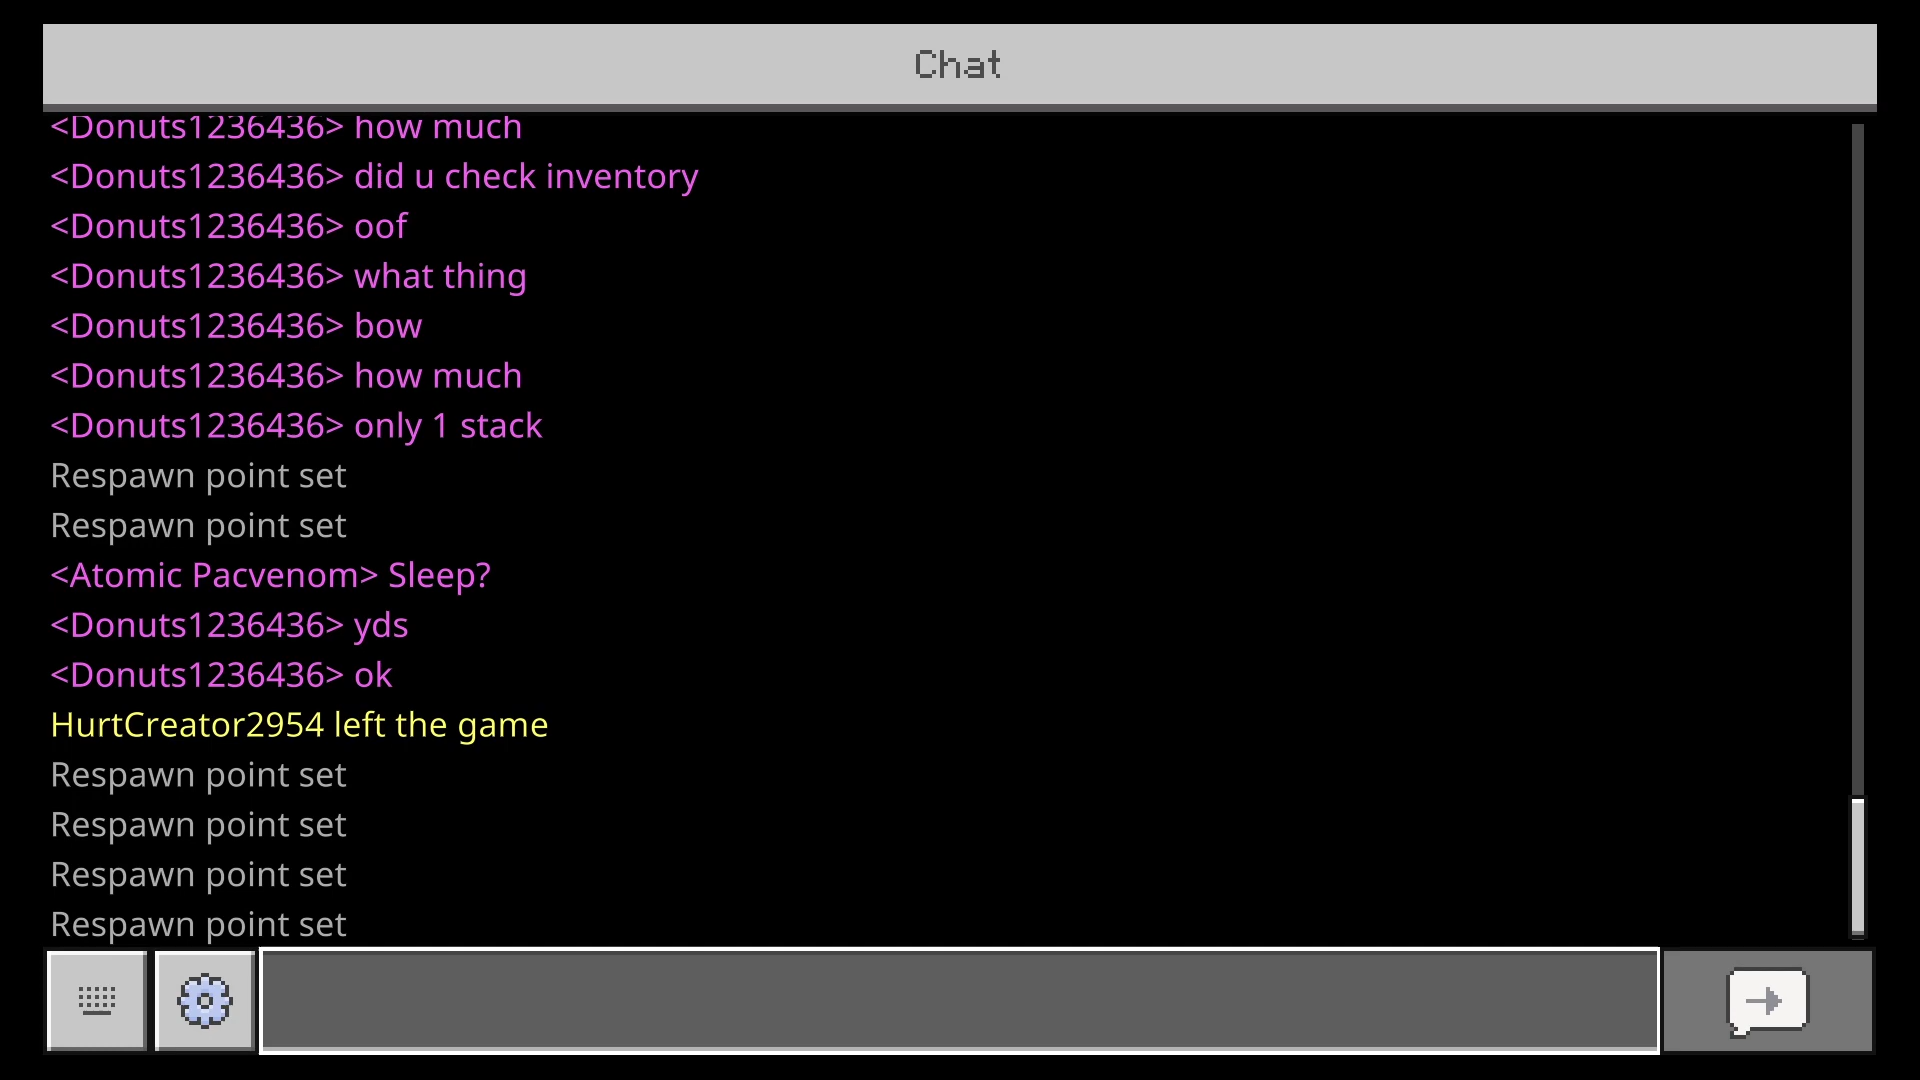 Chat
<Donuts1236436> how much
<Donuts1236436> did u check inventory
<Donuts1236436> oof
<Donuts1236436> what thing
<Donuts1236436> bow
<Donuts1236436> how much
<Donuts1236436> only 1 stack
Respawn point set
Respawn point set
<Atomic Pacvenom> Sleep?
<Donuts1236436> yds
<Donuts1236436> ok
HurtCreator2954 left the game
Respawn point set
Respawn point set
Respawn point set
Respawn point set